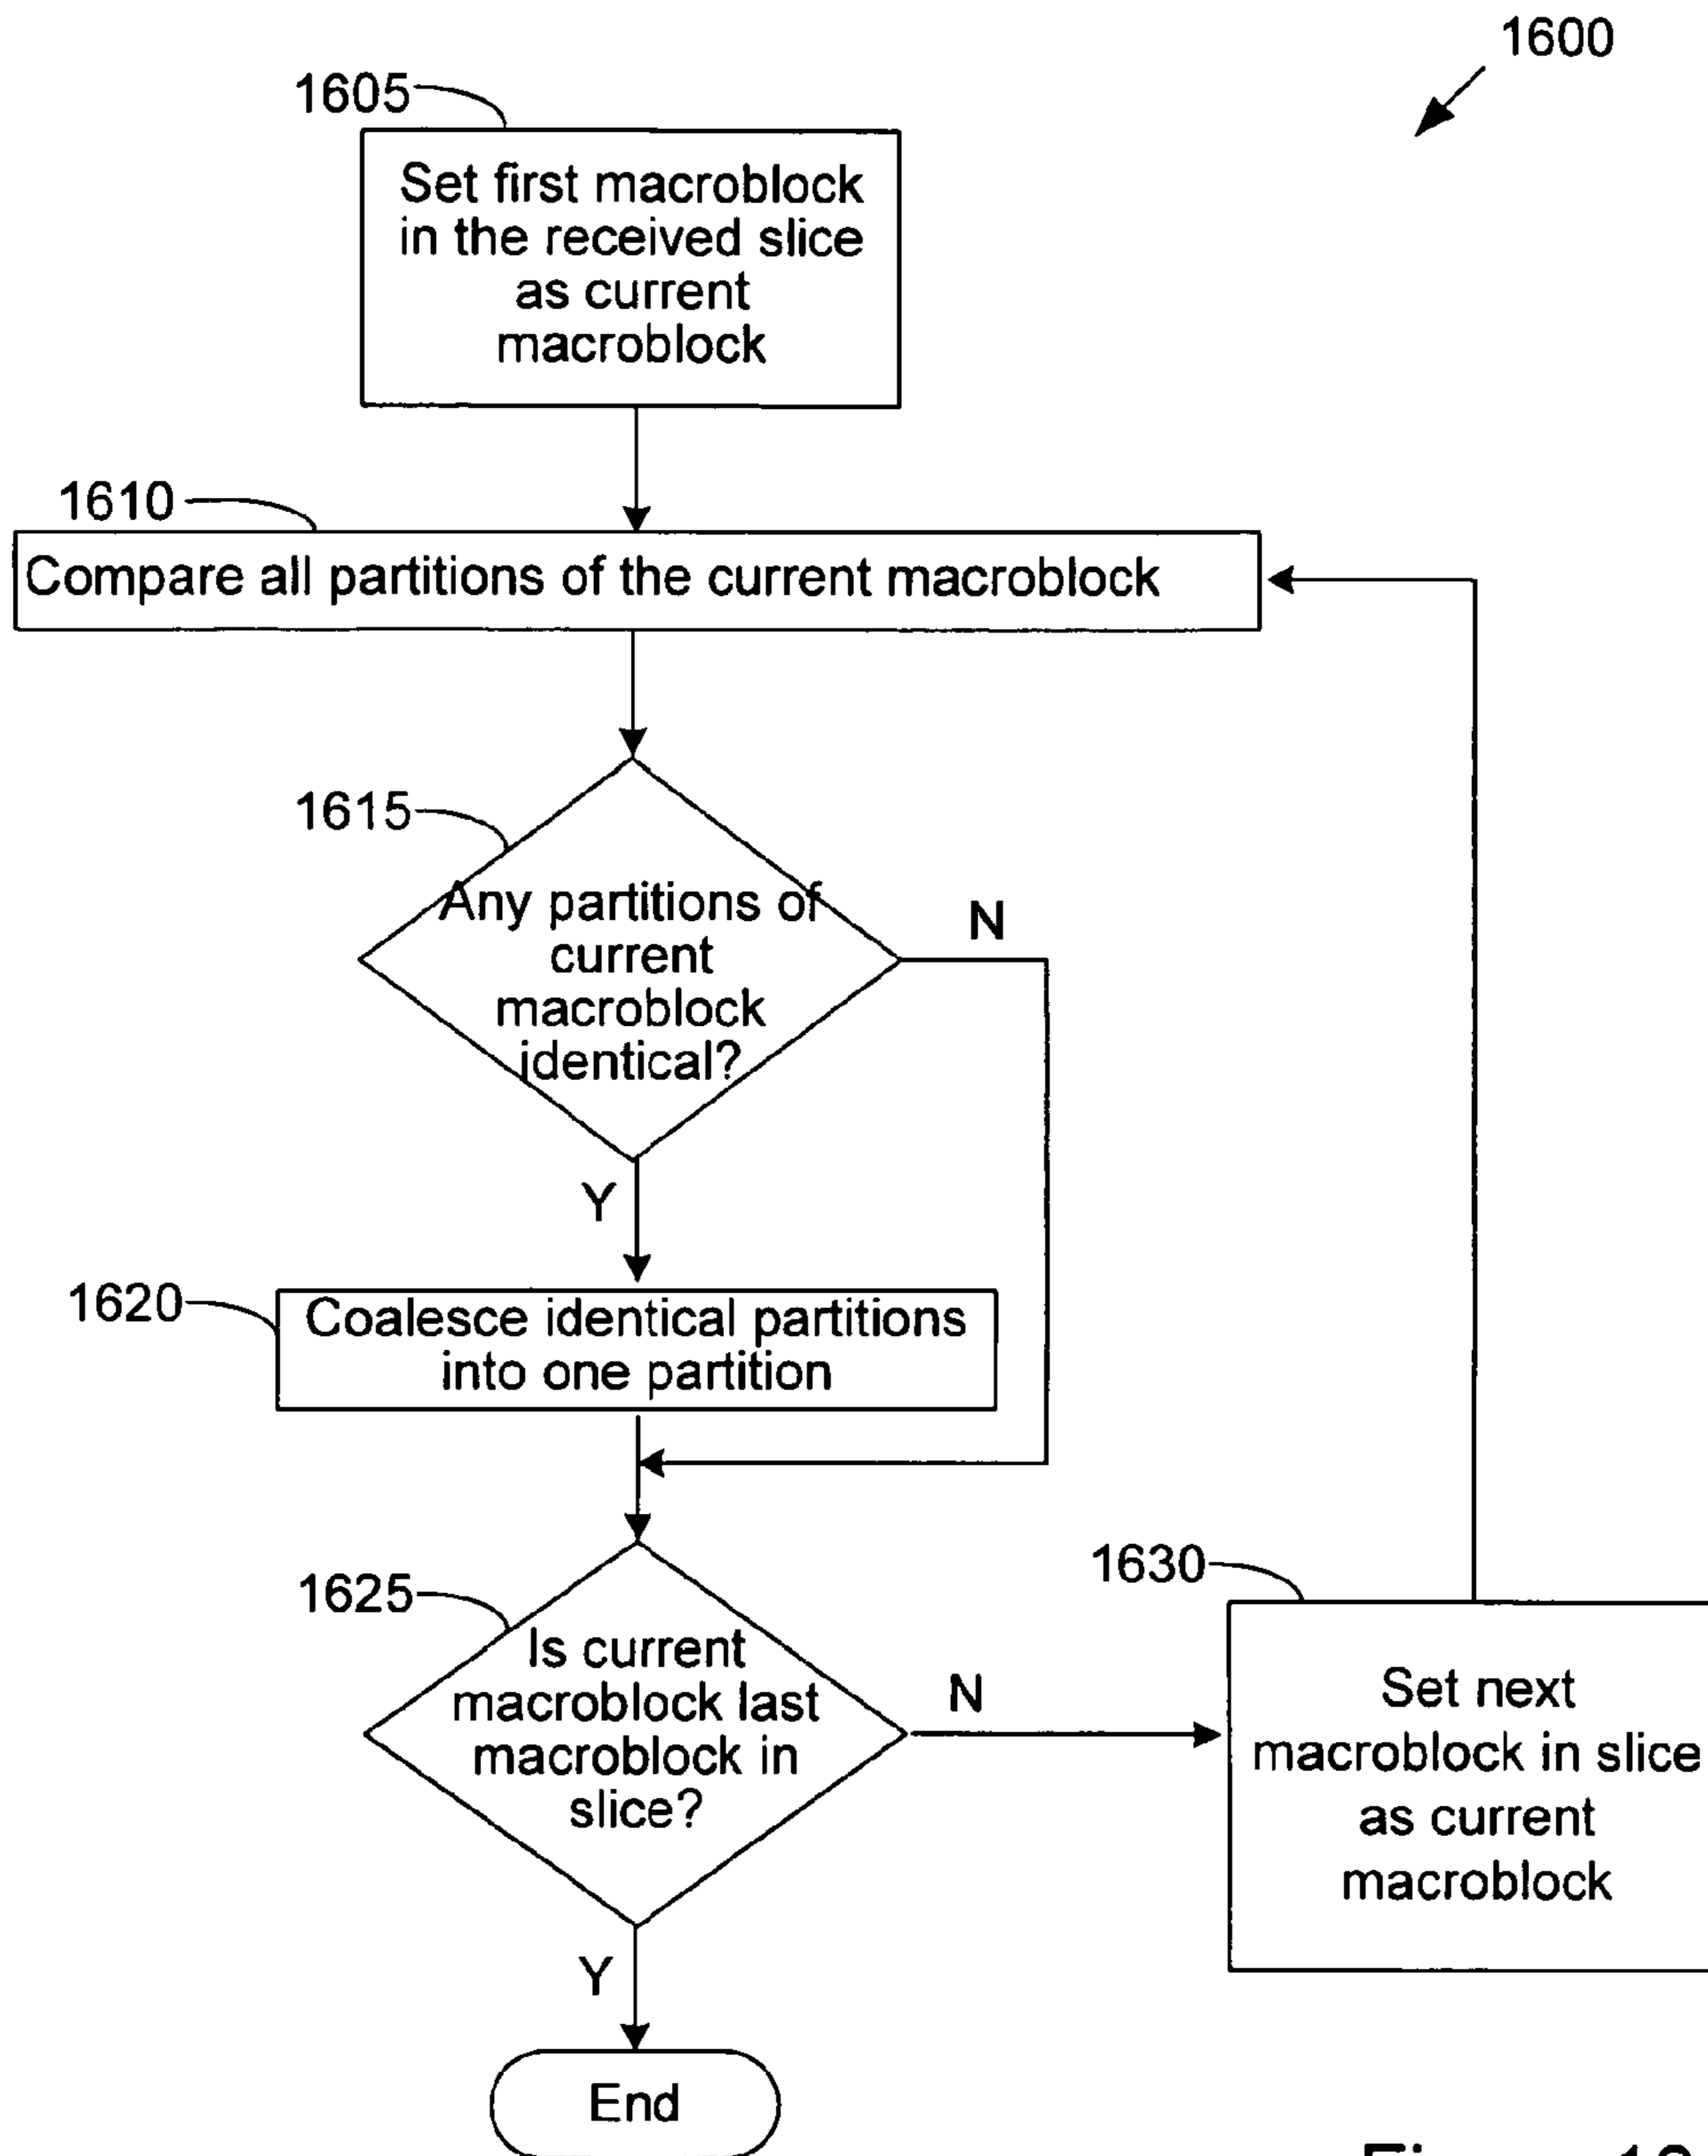 1600
1605
Set first macroblock
in the received slice
as current
macroblock
1610
Compare all partitions of the current macroblock
1615
Any partitions of
current
macroblock
identical?
N
Y
1620
Coalesce identical partitions
into one partition
1625
Is current
macroblock last
macroblock in
slice?
N
1630
Set next
macroblock in slice
as current
macroblock
Y
End